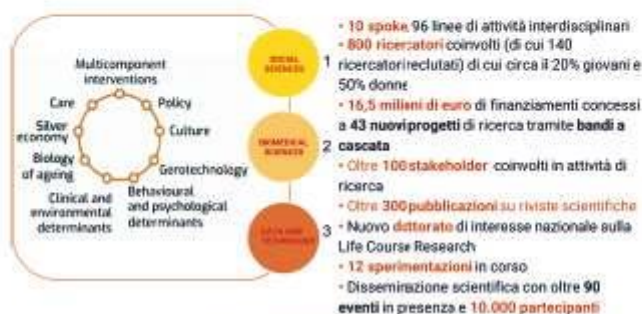 Multicomponent
interventions
Care
Policy
Silver
economy
Culture
Biology
of ageing
Gerotechnology
Clinical and
environmental
determinants
Behavioural
and psychological
determinants
SOCIAL
SCIENCES
1
BIOMEDICAL
SCIENCES
2
3
• 10 spoke, 96 linee di attività interdisciplinari
• 800 ricercatori coinvolti (di cui 140
ricercatori reclutati) di cui circa il 20% giovani e
50% donne
• 16,5 milioni di euro di finanziamenti concessi
a 43 nuovi progetti di ricerca tramite bandi a
cascata
• Oltre 100 stakeholder coinvolti in attività di
ricerca
• Oltre 300 pubblicazioni su riviste scientifiche
• Nuovo dottorato di interesse nazionale sulla
Life Course Research
• 12 sperimentazioni in corso
• Disseminazione scientifica con oltre 90
eventi in presenza e 10.000 partecipanti